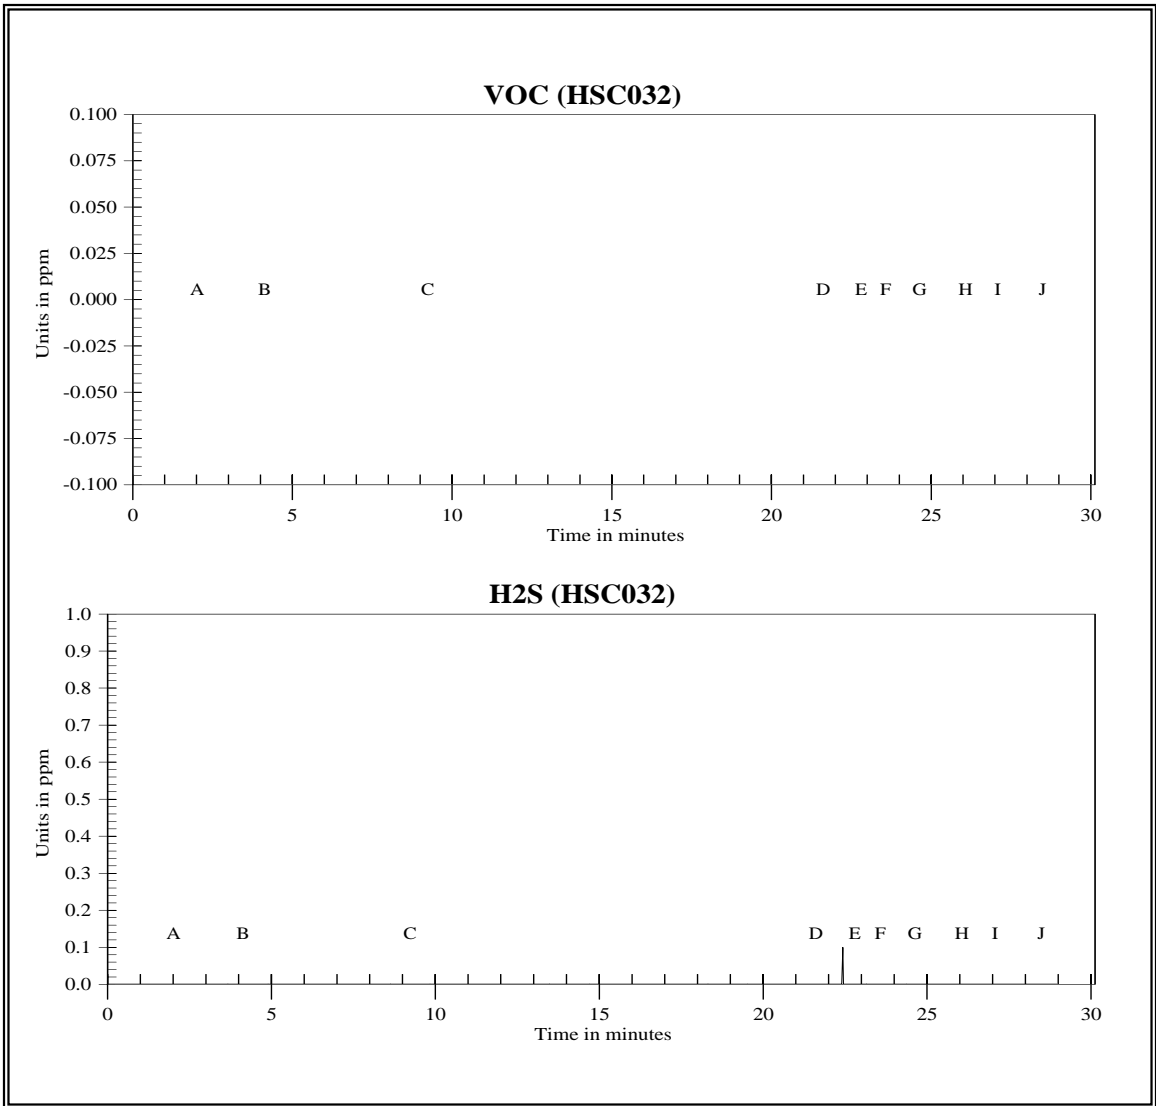 VOC (HSC032)
0.100
0.075
0.050
0.025
0.000
-0.025
-0.050
-0.075
-0.100
Units in ppm
A B C D E F G H I J
0 5 10 15 20 25 30
Time in minutes
H2S (HSC032)
1.0
0.9
0.8
0.7
0.6
0.5
0.4
0.3
0.2
0.1
0.0
Units in ppm
A B C D E F G H I J
0 5 10 15 20 25 30
Time in minutes